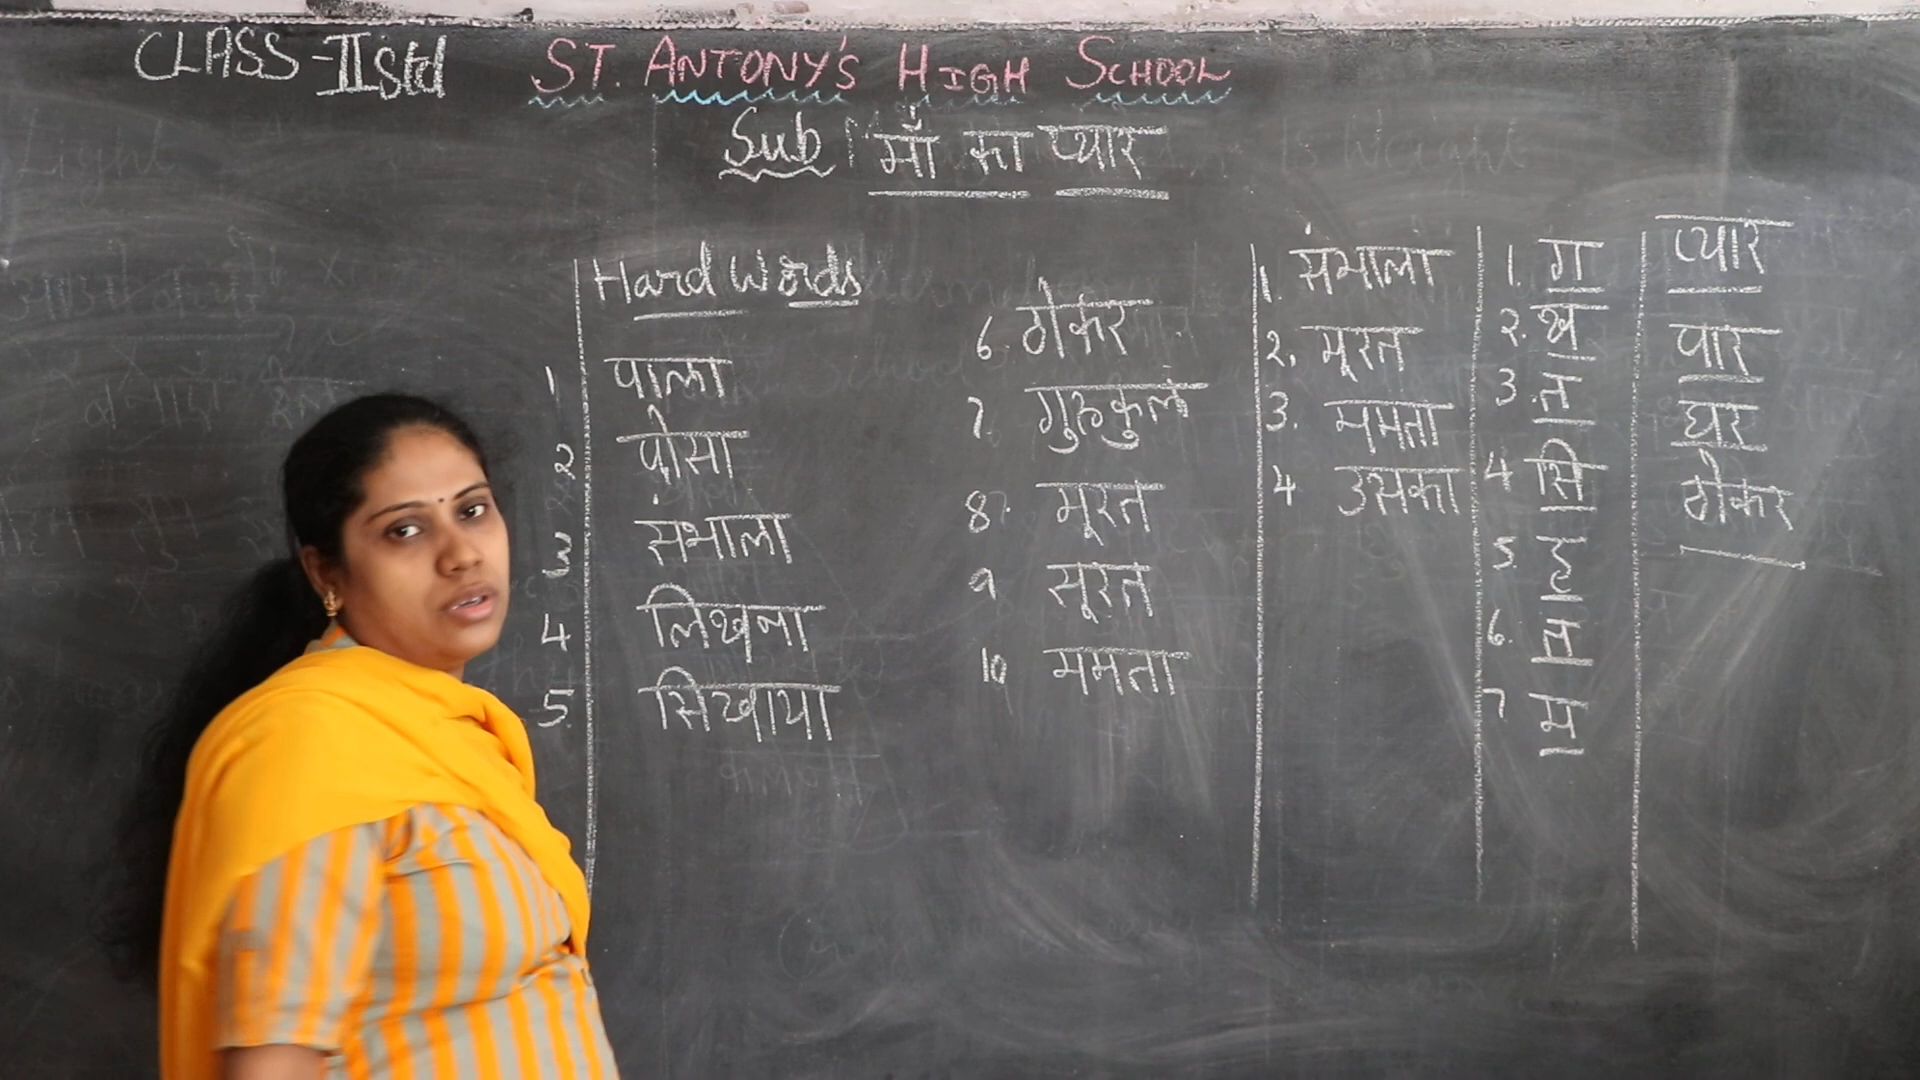 CLASS-II Std
ST. ANTONY'S HIGH SCHOOL
Sub माँ का प्यार
Hard Words
1 पाला
2 पोसा
3 संभाला
4 लिखना
5. सिखाया
6. ठोकर
7. गुरुकुल
8. मूरत
9 सूरत
10 ममता
1. संभाला
2. मूरत
3. ममता
4 उसका
1. ग
2. ख
3. त
4 सि
5. ह
6. त
7 म
प्यार
पार
घर
ठोकर